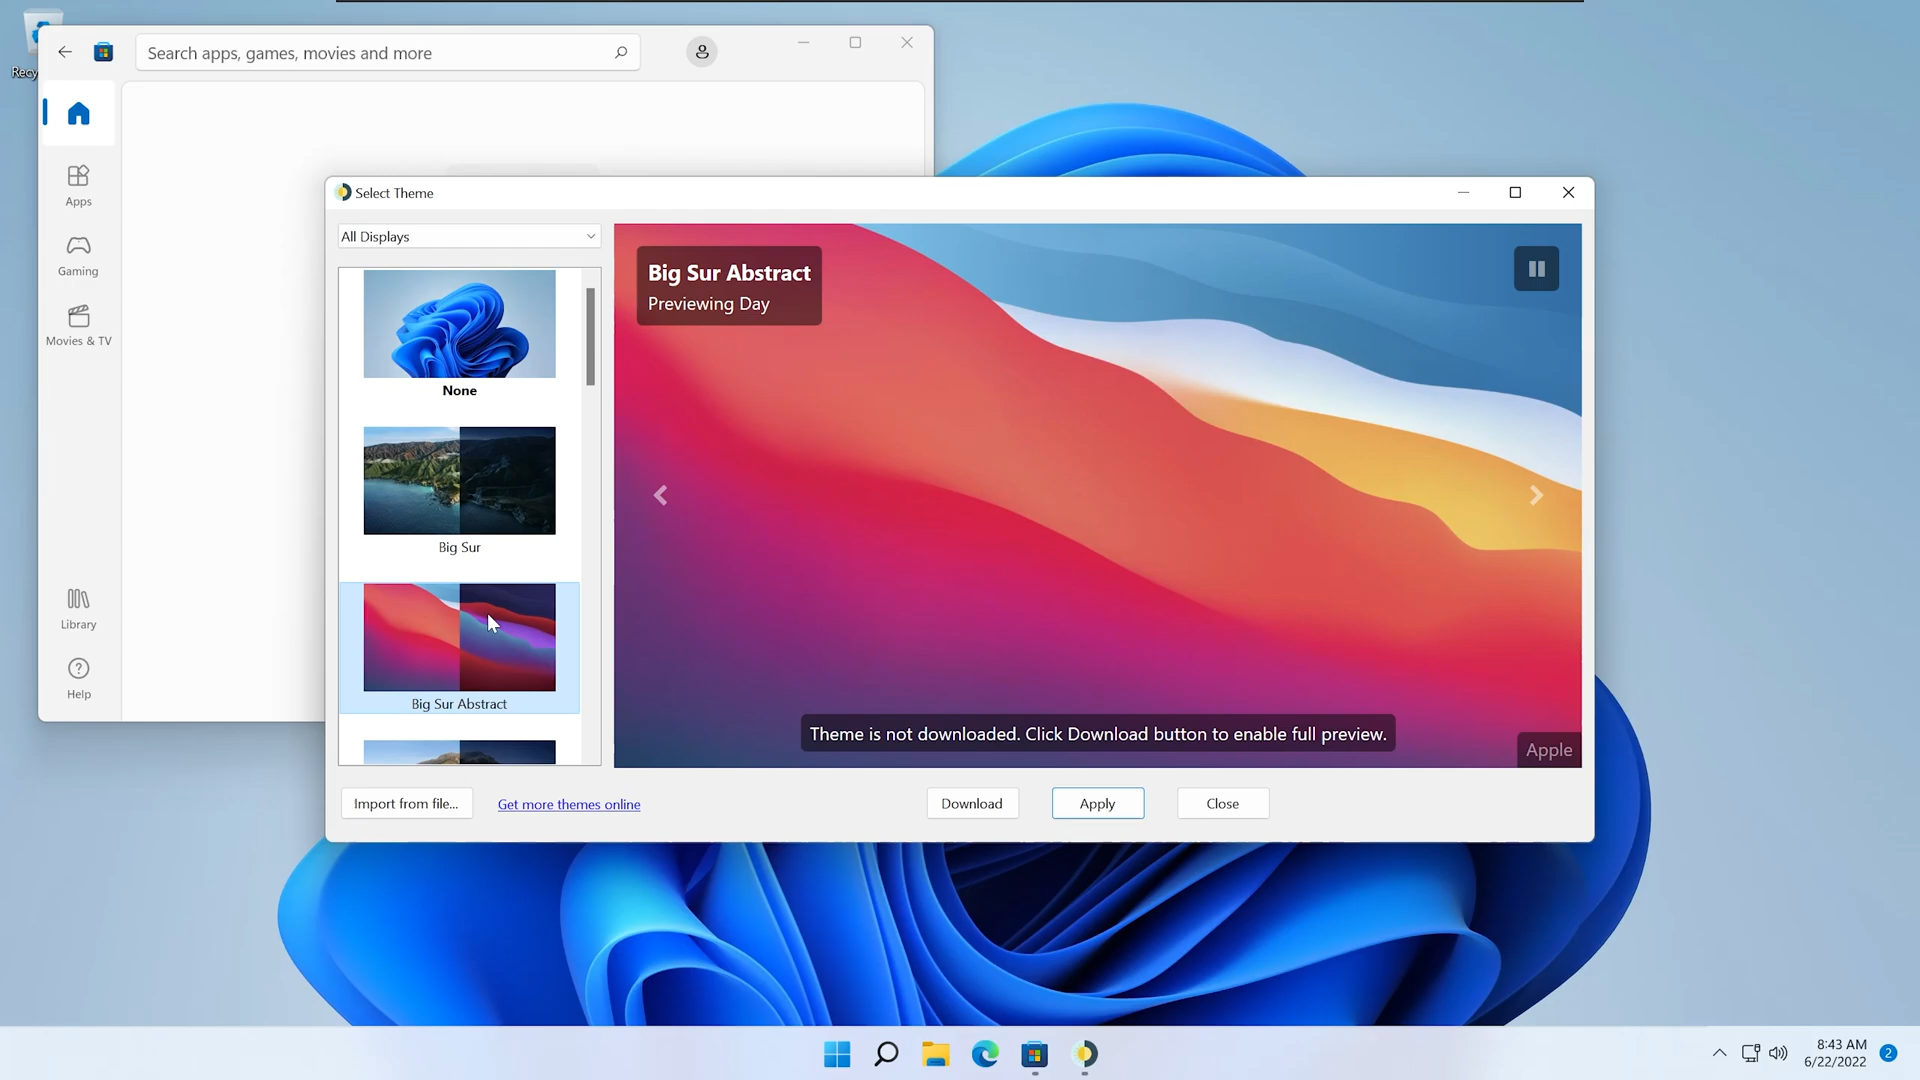 Recy
Search apps, games, movies and more
Apps
Gaming
Movies & TV
Library
Help
Select Theme
All Displays
None
Big Sur
Big Sur Abstract
Big Sur Abstract
Previewing Day
Theme is not downloaded. Click Download button to enable full preview.
Apple
Import from file...
Get more themes online
Download
Apply
Close
8:43 AM
6/22/2022
2